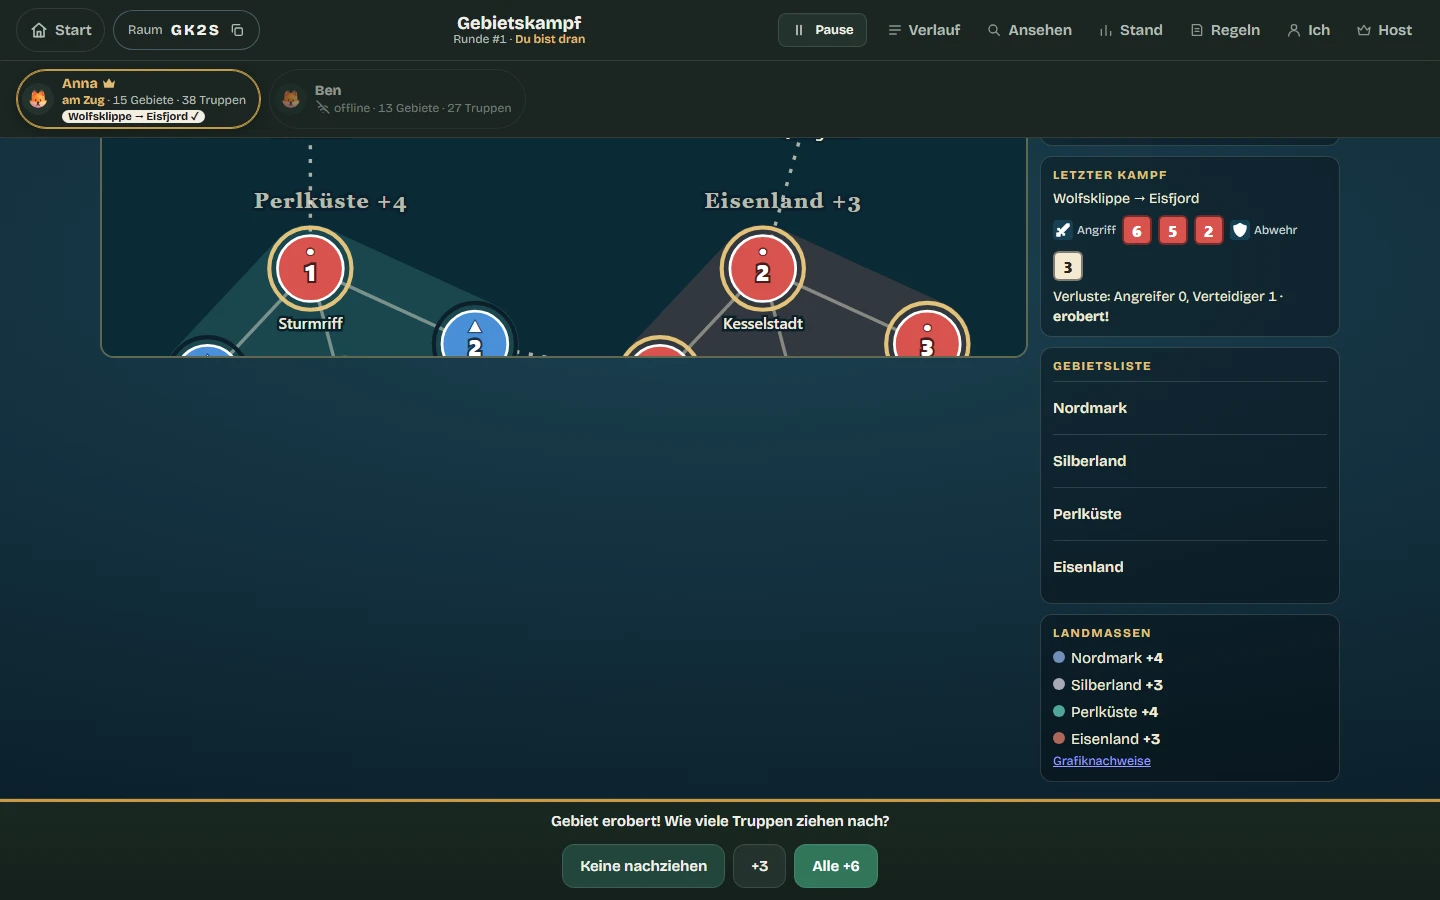 Start
Raum GK2S
Gebietskampf
Runde #1 · Du bist dran
Pause
Verlauf
Ansehen
Stand
Regeln
Ich
Host
Anna
am Zug · 15 Gebiete · 38 Truppen
Wolfsklippe → Eisfjord ✓
Ben
offline · 13 Gebiete · 27 Truppen
Perlküste +4
1
Sturmriff
2
Eisenland +3
2
Kesselstadt
3
LETZTER KAMPF
Wolfsklippe → Eisfjord
Angriff 6 5 2 Abwehr
3
Verluste: Angreifer 0, Verteidiger 1 ·
erobert!
GEBIETSLISTE
Nordmark
Silberland
Perlküste
Eisenland
LANDMASSEN
Nordmark +4
Silberland +3
Perlküste +4
Eisenland +3
Grafiknachweise
Gebiet erobert! Wie viele Truppen ziehen nach?
Keine nachziehen
+3
Alle +6